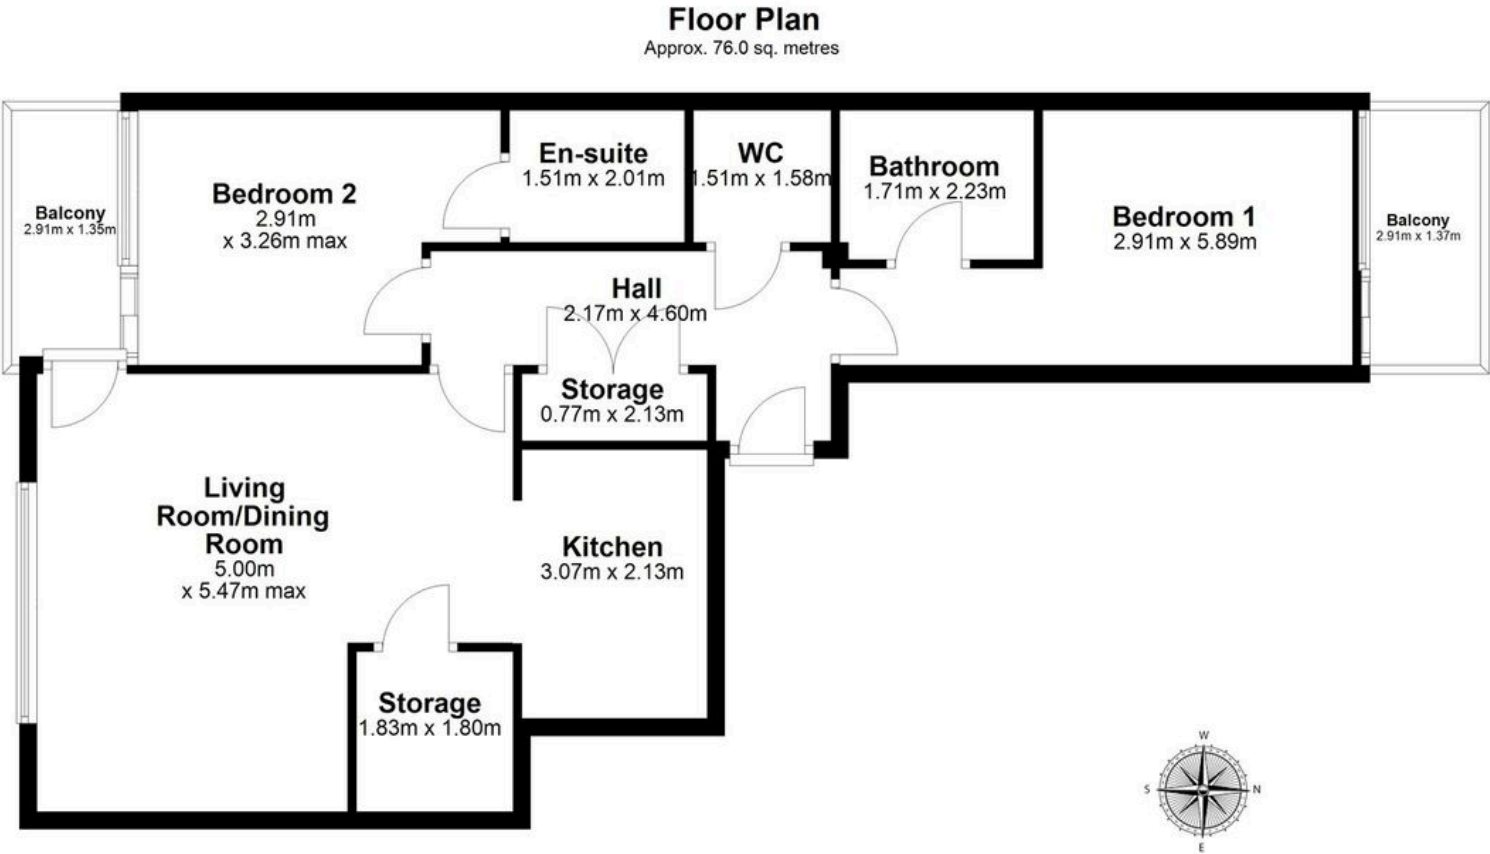 Floor Plan
Approx. 76.0 sq. metres
Balcony
2.91m x 1.35m
Bedroom 2
2.91m
x 3.26m max
En-suite
1.51m x 2.01m
WC
1.51m x 1.58m
Bathroom
1.71m x 2.23m
Bedroom 1
2.91m x 5.89m
Balcony
2.91m x 1.37m
Hall
2.17m x 4.60m
Storage
0.77m x 2.13m
Living
Room/Dining
Room
5.00m
x 5.47m max
Kitchen
3.07m x 2.13m
Storage
1.83m x 1.80m
W
S N
E